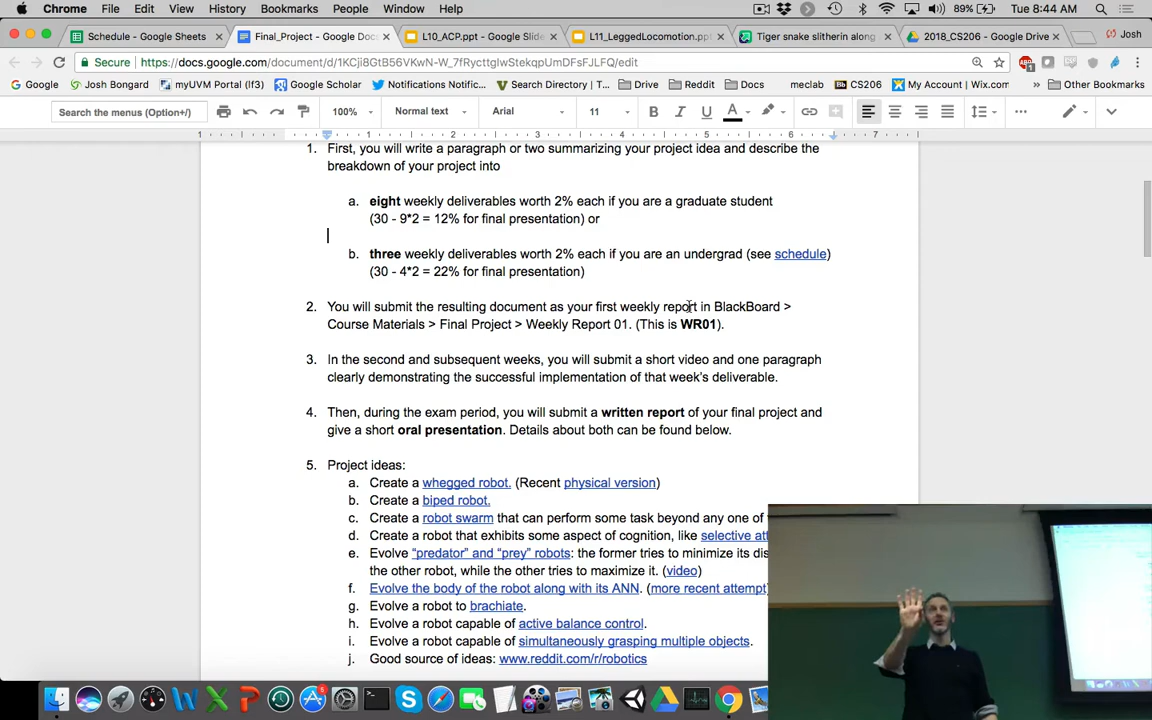 Chrome File Edit View History Bookmarks People Window Help 89% Tue 8:44 AM
Schedule - Google Sheets Final_Project - Google Doc L10_ACP.ppt - Google Slide L11_LeggedLocomotion.ppt Tiger snake slitherin along 2018_CS206 - Google Drive Josh
Secure https://docs.google.com/document/d/1KCji8GtB56VKwN-W_7fRycttglwStekqpUmDFsFJLFQ/edit
Google Josh Bongard myUVM Portal (lf3) Google Scholar Notifications Notific... Search Directory | Te... Drive Reddit Docs meclab CS206 My Account | Wix.com Other Bookmarks
Search the menus (Option+/) 100% Normal text Arial 11 B I U A
1 1 2 3 4 5 6 7
1. First, you will write a paragraph or two summarizing your project idea and describe the
breakdown of your project into
a. eight weekly deliverables worth 2% each if you are a graduate student
(30 - 9*2 = 12% for final presentation) or
b. three weekly deliverables worth 2% each if you are an undergrad (see schedule)
(30 - 4*2 = 22% for final presentation)
2. You will submit the resulting document as your first weekly report in BlackBoard >
Course Materials > Final Project > Weekly Report 01. (This is WR01).
3. In the second and subsequent weeks, you will submit a short video and one paragraph
clearly demonstrating the successful implementation of that week's deliverable.
4. Then, during the exam period, you will submit a written report of your final project and
give a short oral presentation. Details about both can be found below.
5. Project ideas:
a. Create a whegged robot. (Recent physical version)
b. Create a biped robot.
c. Create a robot swarm that can perform some task beyond any one of
d. Create a robot that exhibits some aspect of cognition, like selective att
e. Evolve "predator" and "prey" robots: the former tries to minimize its dis
the other robot, while the other tries to maximize it. (video)
f. Evolve the body of the robot along with its ANN. (more recent attempt)
g. Evolve a robot to brachiate.
h. Evolve a robot capable of active balance control.
i. Evolve a robot capable of simultaneously grasping multiple objects.
j. Good source of ideas: www.reddit.com/r/robotics